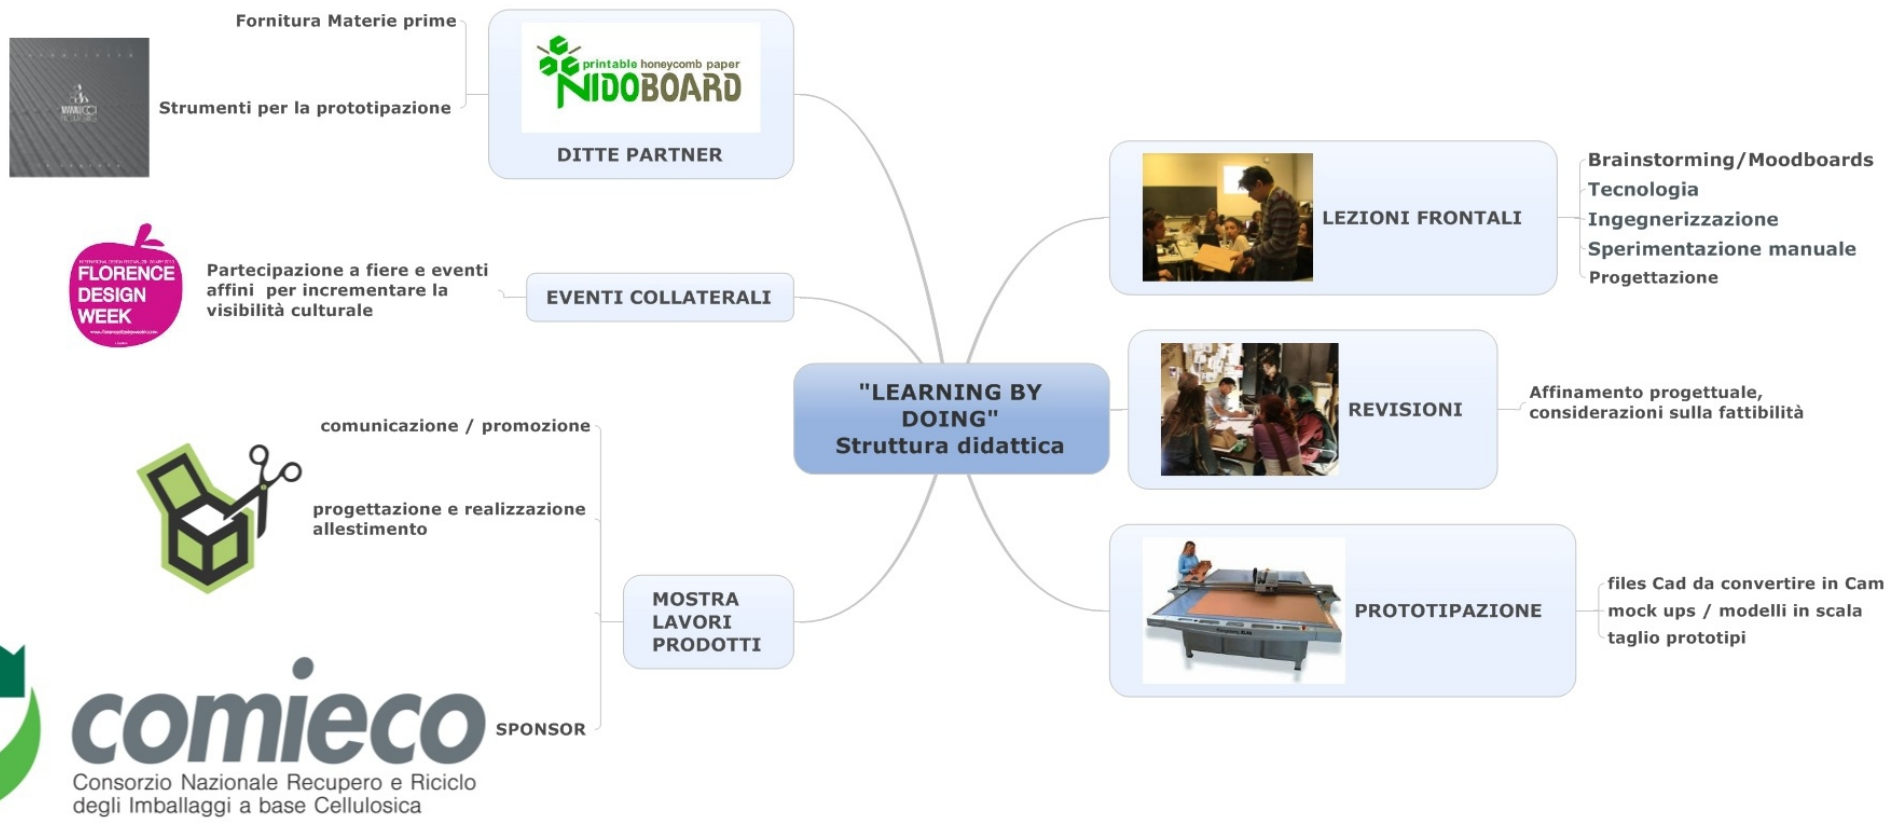 Fornitura Materie prime
Strumenti per la prototipazione
printable honeycomb paper
NIDOBOARD
DITTE PARTNER
FLORENCE
DESIGN
WEEK
Partecipazione a fiere e eventi
affini per incrementare la
visibilità culturale
EVENTI COLLATERALI
comunicazione / promozione
progettazione e realizzazione
allestimento
MOSTRA
LAVORI
PRODOTTI
SPONSOR
comieco
Consorzio Nazionale Recupero e Riciclo
degli Imballaggi a base Cellulosica
"LEARNING BY
DOING"
Struttura didattica
LEZIONI FRONTALI
Brainstorming/Moodboards
Tecnologia
Ingegnerizzazione
Sperimentazione manuale
Progettazione
REVISIONI
Affinamento progettuale,
considerazioni sulla fattibilità
PROTOTIPAZIONE
files Cad da convertire in Cam
mock ups / modelli in scala
taglio prototipi